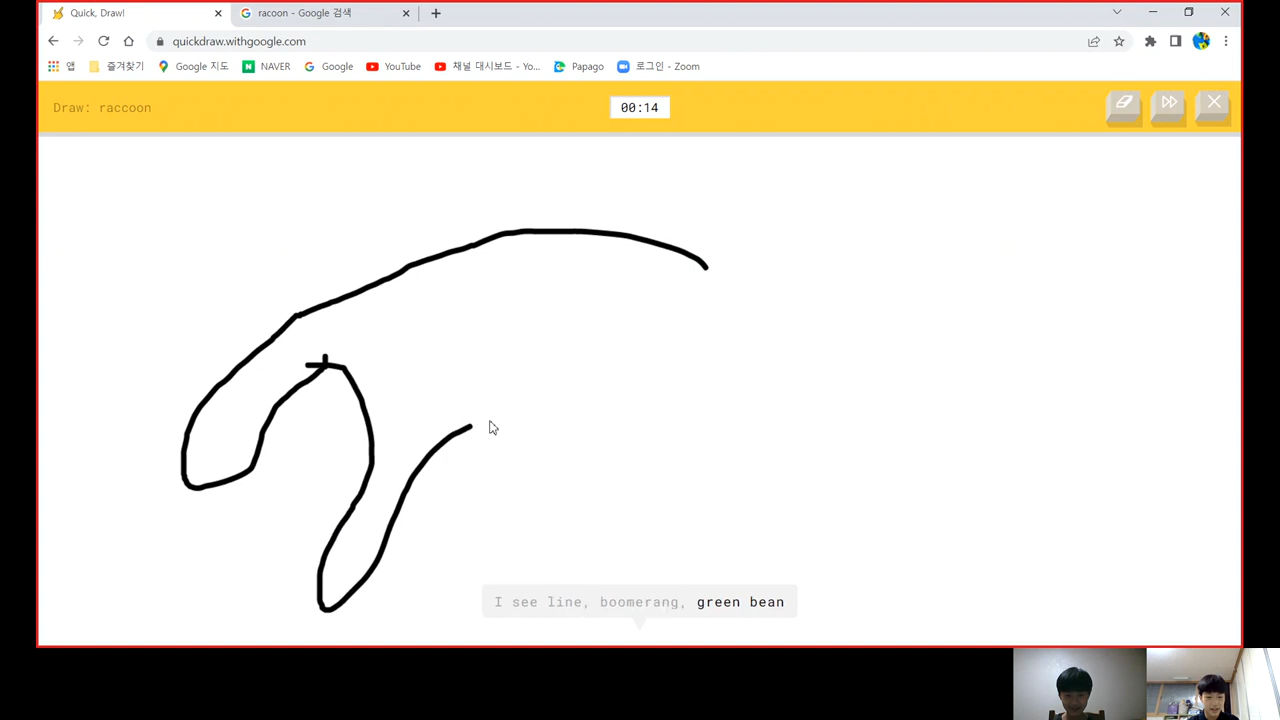 Quick, Draw!
racoon - Google 검색
quickdraw.withgoogle.com
앱 즐겨찾기 Google 지도 NAVER Google YouTube 채널 대시보드 - Yo... Papago 로그인 - Zoom
Draw: raccoon
00:14
I see line, boomerang, green bean